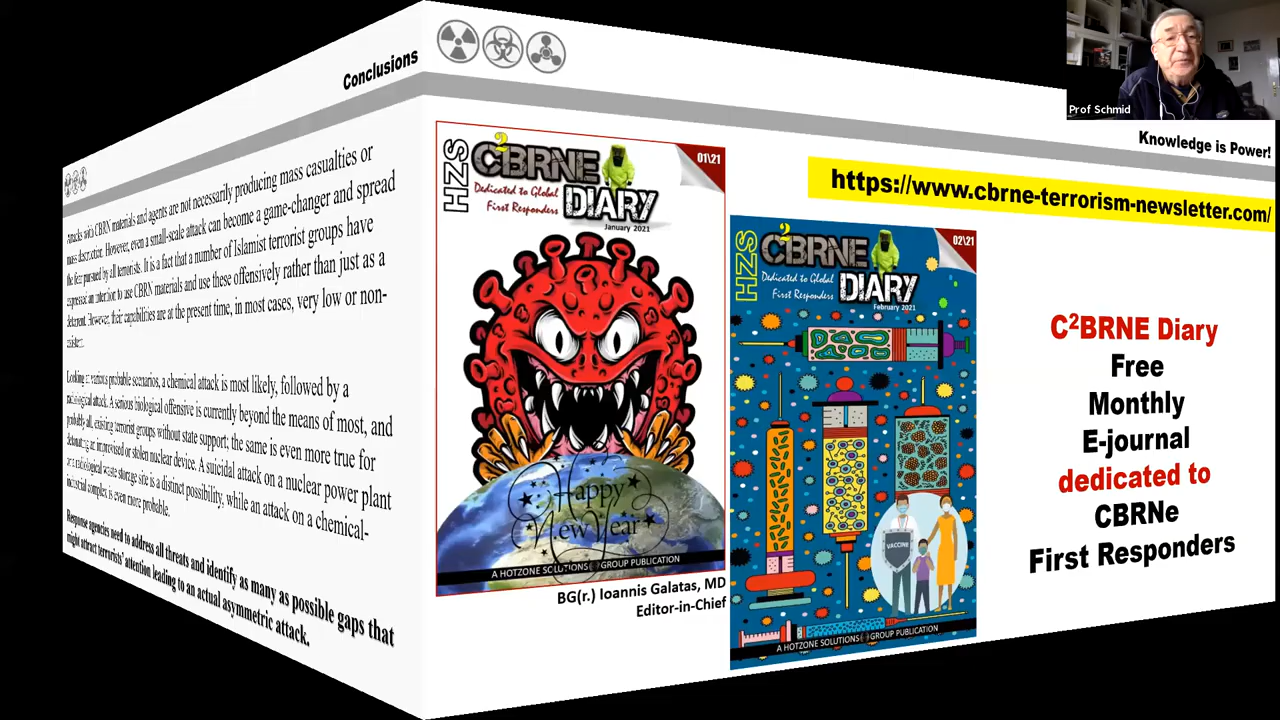 Conclusions
Attacks with CBRN materials and agents are not necessarily producing mass casualties or
mass destruction. However, even a small-scale attack can become a game-changer and spread
the fear pursued by all terrorists. It is a fact that a number of Islamist terrorist groups have
expressed an intention to use CBRN materials and use these offensively rather than just as a
deterrent. However, their capabilities are at the present time, in most cases, very low or non-
existent.
Looking at various probable scenarios, a chemical attack is most likely, followed by a
radiological attack. A serious biological offensive is currently beyond the means of most, and
probably all, existing terrorist groups without state support; the same is even more true for
detonating an improvised or stolen nuclear device. A suicidal attack on a nuclear power plant
or a radiological waste storage site is a distinct possibility, while an attack on a chemical-
industrial complex is even more probable.
Response agencies need to address all threats and identify as many as possible gaps that
might attract terrorists' attention leading to an actual asymmetric attack.
HZS
C²BRNE
DIARY
Dedicated to Global
First Responders
January 2021
01\21
Happy
New Year
A HOTZONE SOLUTIONS GROUP PUBLICATION
BG(r.) Ioannis Galatas, MD
Editor-in-Chief
Prof Schmid
Knowledge is Power!
https://www.cbrne-terrorism-newsletter.com/
HZS
C²BRNE
DIARY
Dedicated to Global
First Responders
February 2021
02\21
VACCINE
A HOTZONE SOLUTIONS GROUP PUBLICATION
C²BRNE Diary
Free
Monthly
E-journal
dedicated to
CBRNe
First Responders